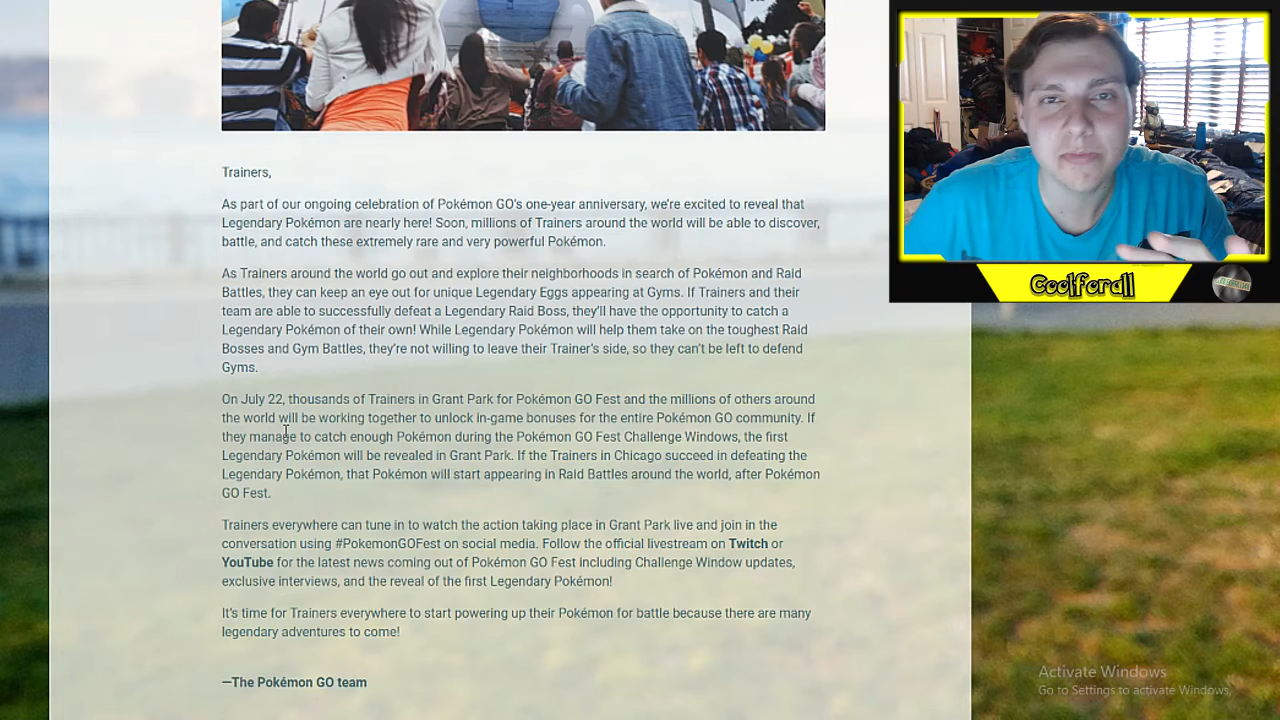 Trainers,
As part of our ongoing celebration of Pokémon GO's one-year anniversary, we're excited to reveal that
Legendary Pokémon are nearly here! Soon, millions of Trainers around the world will be able to discover,
battle, and catch these extremely rare and very powerful Pokémon.
As Trainers around the world go out and explore their neighborhoods in search of Pokémon and Raid
Battles, they can keep an eye out for unique Legendary Eggs appearing at Gyms. If Trainers and their
team are able to successfully defeat a Legendary Raid Boss, they'll have the opportunity to catch a
Legendary Pokémon of their own! While Legendary Pokémon will help them take on the toughest Raid
Bosses and Gym Battles, they're not willing to leave their Trainer's side, so they can't be left to defend
Gyms.
On July 22, thousands of Trainers in Grant Park for Pokémon GO Fest and the millions of others around
the world will be working together to unlock in-game bonuses for the entire Pokémon GO community. If
they manage to catch enough Pokémon during the Pokémon GO Fest Challenge Windows, the first
Legendary Pokémon will be revealed in Grant Park. If the Trainers in Chicago succeed in defeating the
Legendary Pokémon, that Pokémon will start appearing in Raid Battles around the world, after Pokémon
GO Fest.
Trainers everywhere can tune in to watch the action taking place in Grant Park live and join in the
conversation using #PokemonGOFest on social media. Follow the official livestream on Twitch or
YouTube for the latest news coming out of Pokémon GO Fest including Challenge Window updates,
exclusive interviews, and the reveal of the first Legendary Pokémon!
It's time for Trainers everywhere to start powering up their Pokémon for battle because there are many
legendary adventures to come!
—The Pokémon GO team
Coolforall
Activate Windows
Go to Settings to activate Windows.